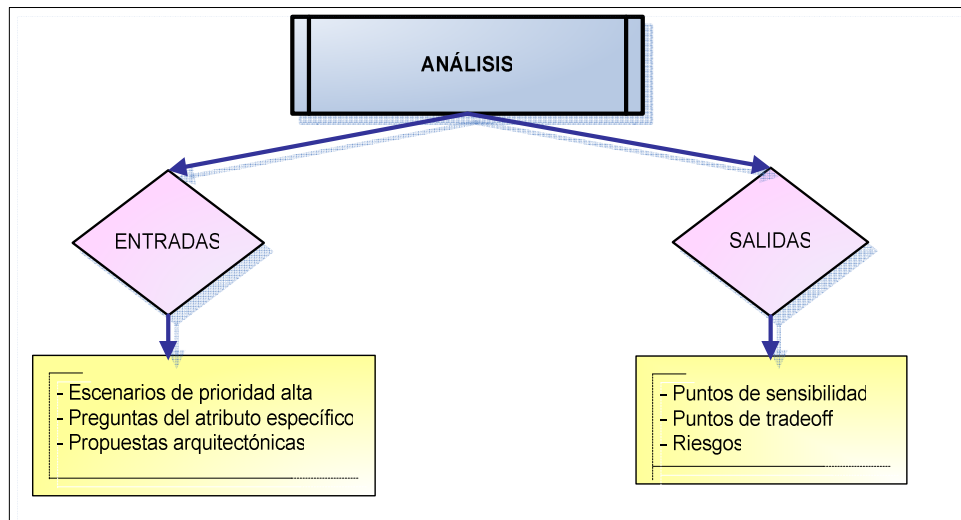 ANÁLISIS
ENTRADAS
SALIDAS
- Escenarios de prioridad alta
- Preguntas del atributo específico
- Propuestas arquitectónicas
- Puntos de sensibilidad
- Puntos de tradeoff
- Riesgos